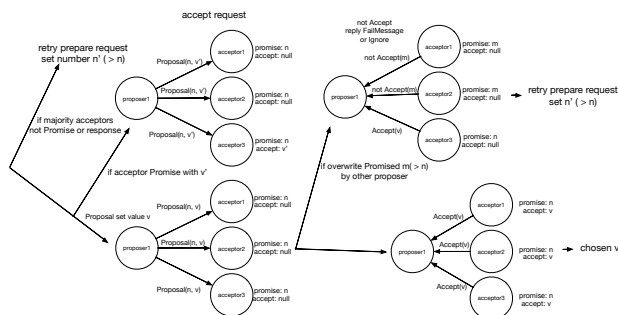 accept request
retry prepare request
set number n' ( > n)
if majority acceptors
not Promise or response
Proposal(n, v')
Proposal(n, v')
Proposal(n, v')
proposer1
acceptor1
promise: n
accept: null
acceptor2
promise: n
accept: null
acceptor3
promise: n
accept: v'
if acceptor Promise with v'
Proposal set value v
proposer1
Proposal(n, v)
Proposal(n, v)
Proposal(n, v)
acceptor1
promise: n
accept: null
acceptor2
promise: n
accept: null
acceptor3
promise: n
accept: null
not Accept
reply FailMessage
or Ignore
not Accept(m)
not Accept(m)
Accept(v)
proposer1
acceptor1
promise: m
accept: null
acceptor2
promise: m
accept: null
acceptor3
promise: n
accept: null
retry prepare request
set n' ( > n)
if overwrite Promised m( > n)
by other proposer
proposer1
Accept(v)
Accept(v)
Accept(v)
acceptor1
promise: n
accept: v
acceptor2
promise: n
accept: v
acceptor3
promise: n
accept: v
chosen v